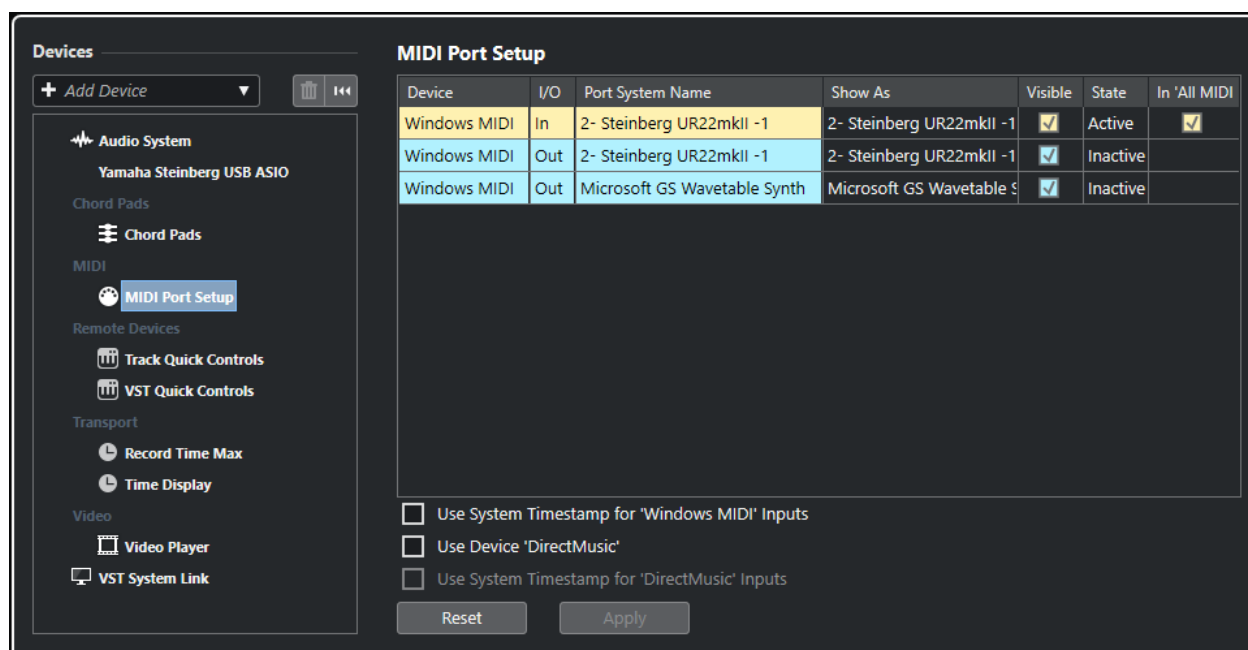 Devices
Add Device
Audio System
Yamaha Steinberg USB ASIO
Chord Pads
Chord Pads
MIDI
MIDI Port Setup
Remote Devices
Track Quick Controls
VST Quick Controls
Transport
Record Time Max
Time Display
Video
Video Player
VST System Link
MIDI Port Setup
Device I/O Port System Name Show As Visible State In 'All MIDI
Windows MIDI In 2- Steinberg UR22mkII -1 2- Steinberg UR22mkII -1 Active
Windows MIDI Out 2- Steinberg UR22mkII -1 2- Steinberg UR22mkII -1 Inactive
Windows MIDI Out Microsoft GS Wavetable Synth Microsoft GS Wavetable S Inactive
Use System Timestamp for 'Windows MIDI' Inputs
Use Device 'DirectMusic'
Use System Timestamp for 'DirectMusic' Inputs
Reset Apply